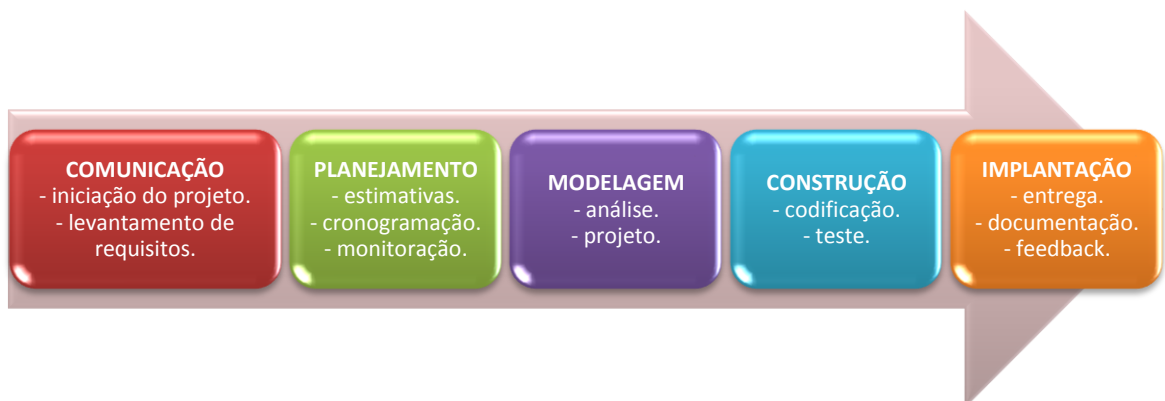 COMUNICAÇÃO
- iniciação do projeto.
- levantamento de
requisitos.
PLANEJAMENTO
- estimativas.
- cronogramação.
- monitoração.
MODELAGEM
- análise.
- projeto.
CONSTRUÇÃO
- codificação.
- teste.
IMPLANTAÇÃO
- entrega.
- documentação.
- feedback.